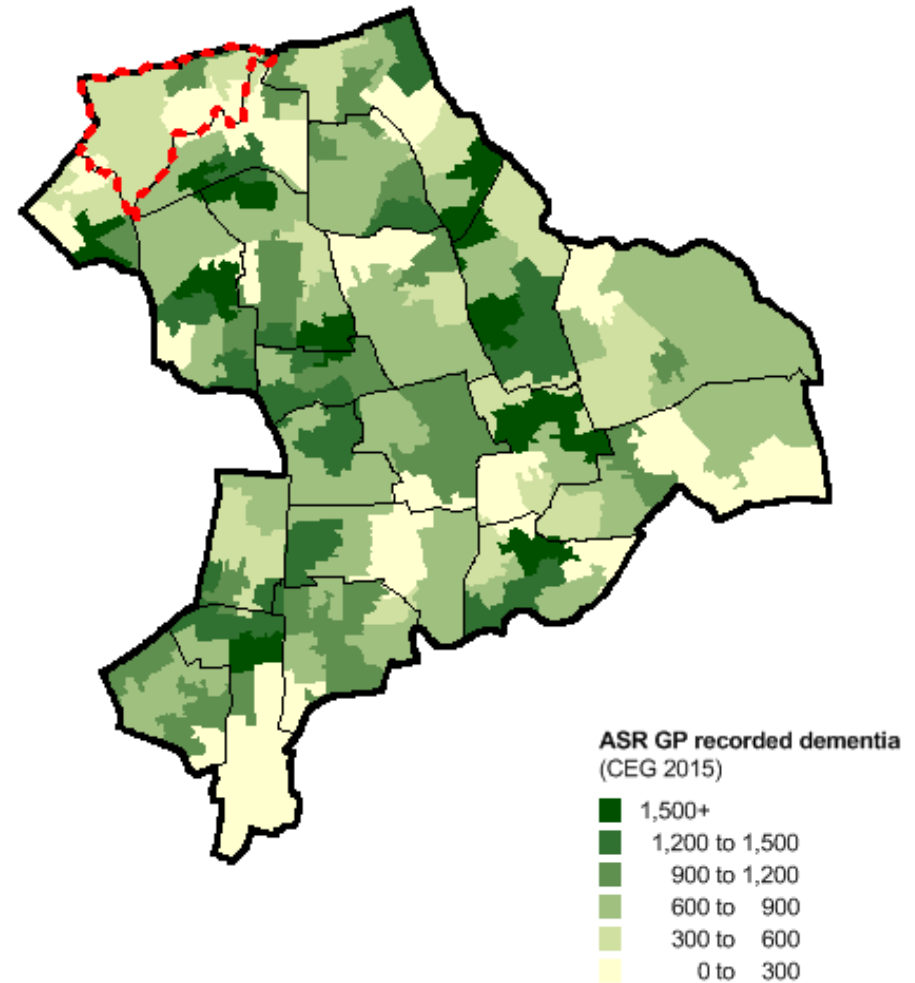 ASR GP recorded dementia
(CEG 2015)
1,500+
1,200 to 1,500
900 to 1,200
600 to 900
300 to 600
0 to 300